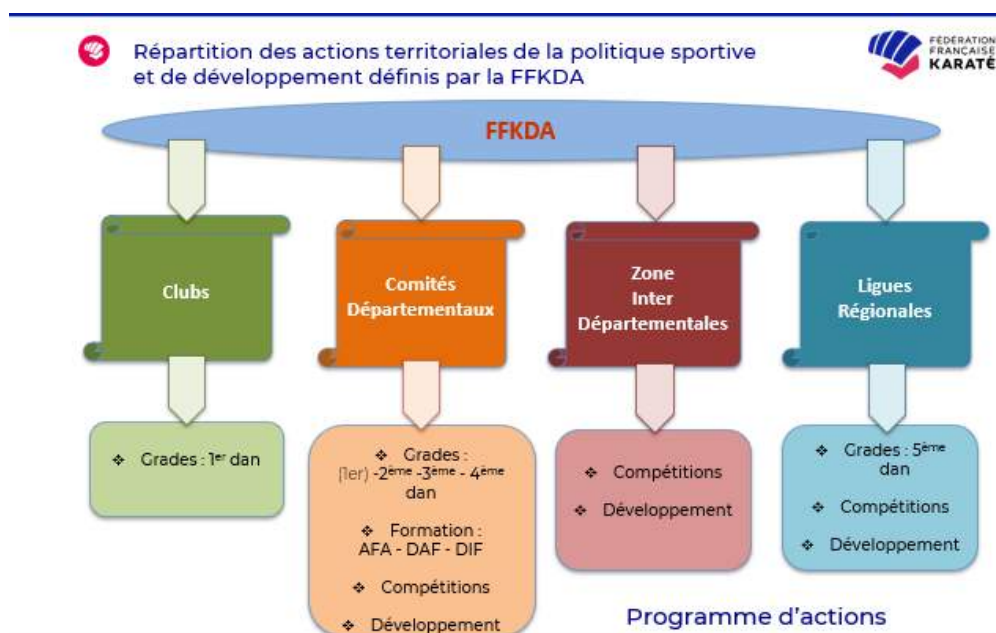 Répartition des actions territoriales de la politique sportive
et de développement définis par la FFKDA
FÉDÉRATION
FRANÇAISE
KARATÉ
FFKDA
Clubs
Comités
Départementaux
Zone
Inter
Départementales
Ligues
Régionales
❖ Grades : 1er dan
❖ Grades :
(1er) -2ème -3ème - 4ème
dan
❖ Formation :
AFA - DAF - DIF
❖ Compétitions
❖ Développement
❖ Compétitions
❖ Développement
❖ Grades : 5ème
dan
❖ Compétitions
❖ Développement
Programme d'actions